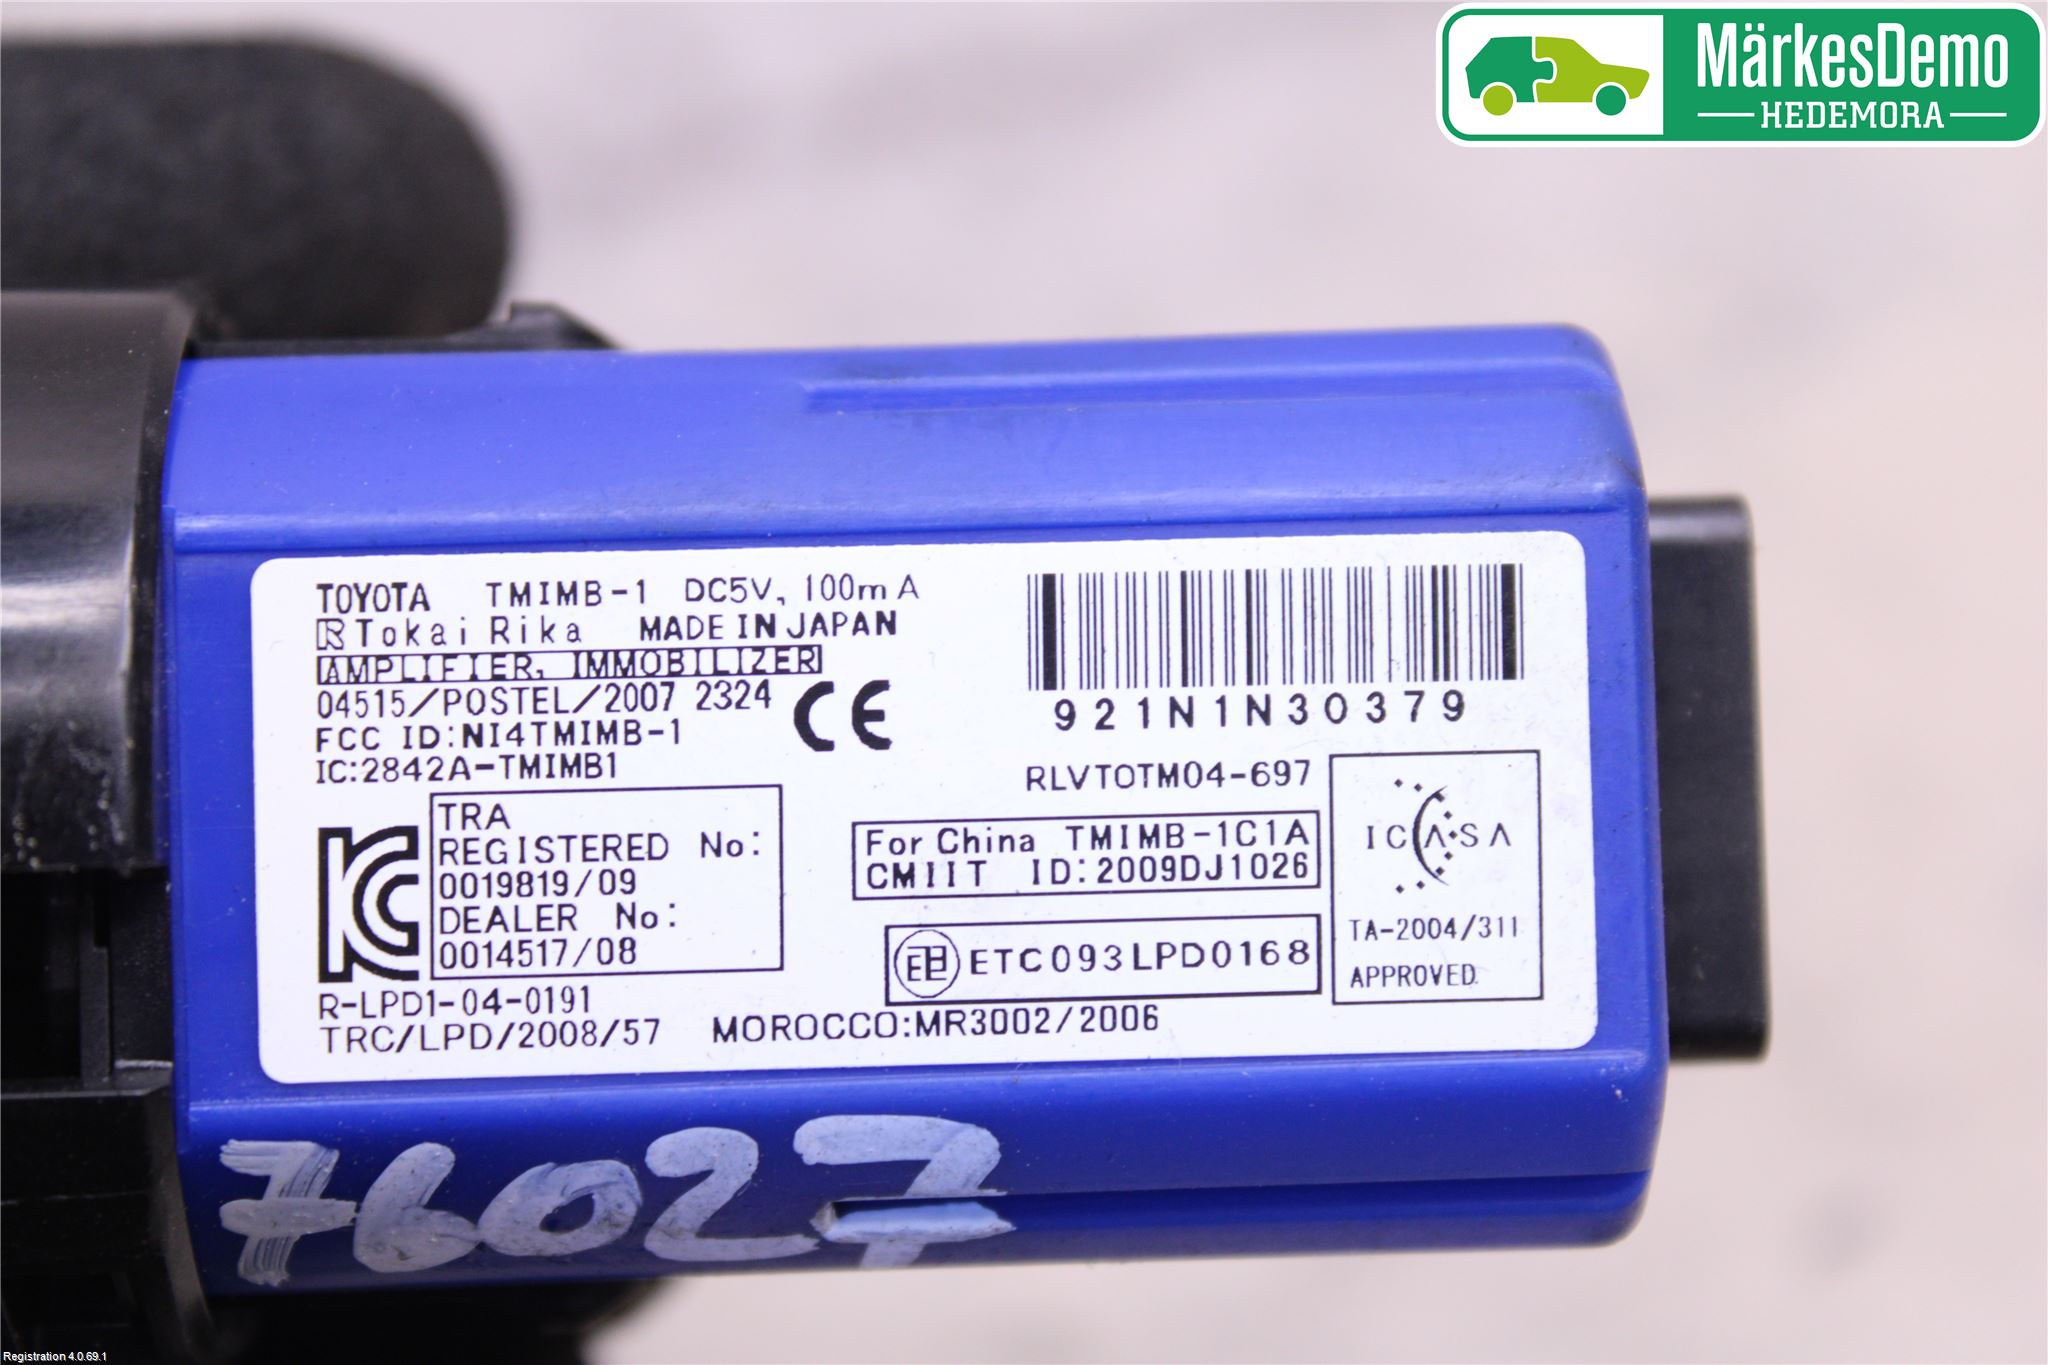 MärkesDemo
HEDEMORA
TOYOTA TMIMB-1 DC5V, 100mA
R Tokai Rika MADE IN JAPAN
AMPLIFIER, IMMOBILIZER
04515/POSTEL/2007 2324
CE
FCC ID:NI4TMIMB-1
IC:2842A-TMIMB1
921N1N30379
RLVTOTM04-697
KC
TRA
REGISTERED No:
0019819/09
DEALER No:
0014517/08
For China TMIMB-1C1A
CMIIT ID:2009DJ1026
ETC093LPD0168
ICASA
TA-2004/311
APPROVED.
R-LPD1-04-0191
TRC/LPD/2008/57 MOROCCO:MR3002/2006
76027
Registration 4.0.69.1